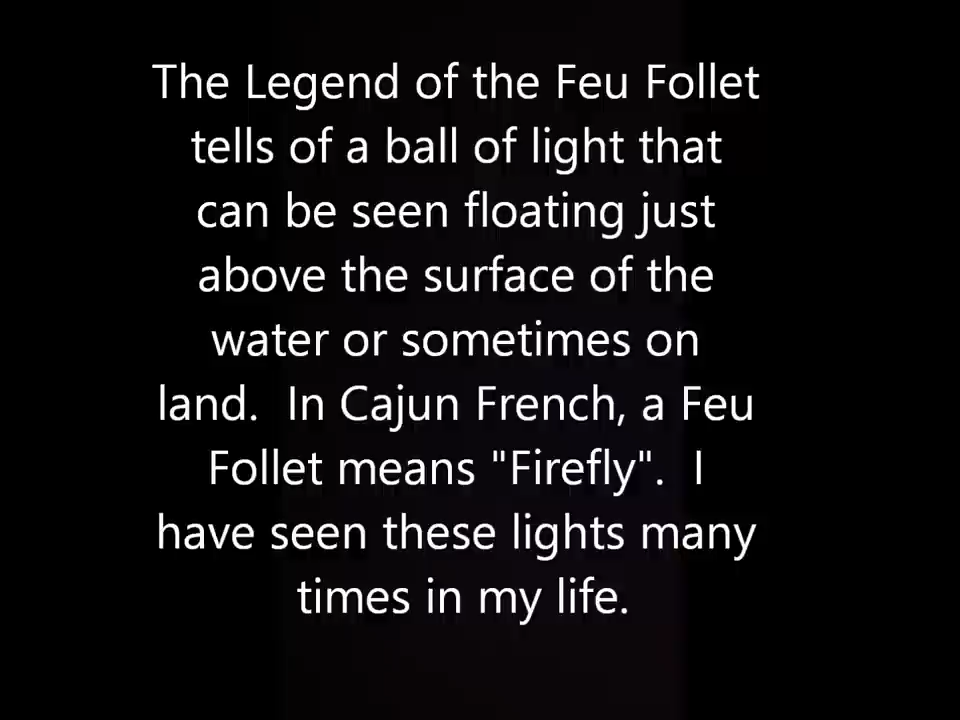 The Legend of the Feu Follet
tells of a ball of light that
can be seen floating just
above the surface of the
water or sometimes on
land.  In Cajun French, a Feu
Follet means "Firefly".  I
have seen these lights many
times in my life.